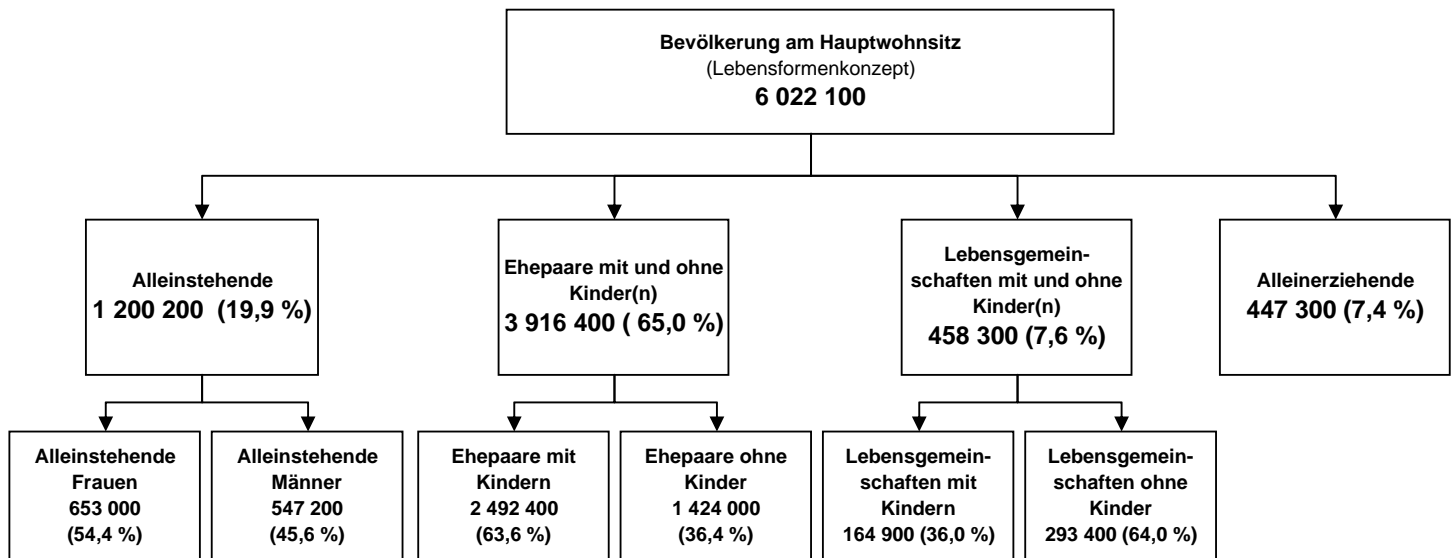 Bevölkerung am Hauptwohnsitz
(Lebensformenkonzept)
6 022 100
Alleinstehende
1 200 200 (19,9 %)
Ehepaare mit und ohne
Kinder(n)
3 916 400 ( 65,0 %)
Lebensgemein-
schaften mit und ohne
Kinder(n)
458 300 (7,6 %)
Alleinerziehende
447 300 (7,4 %)
Alleinstehende
Frauen
653 000
(54,4 %)
Alleinstehende
Männer
547 200
(45,6 %)
Ehepaare mit
Kindern
2 492 400
(63,6 %)
Ehepaare ohne
Kinder
1 424 000
(36,4 %)
Lebensgemein-
schaften mit
Kindern
164 900 (36,0 %)
Lebensgemein-
schaften ohne
Kinder
293 400 (64,0 %)